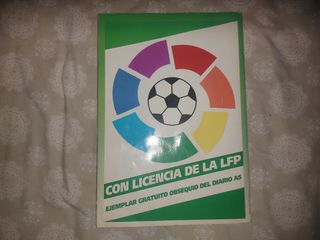 CON LICENCIA DE LA LFP
EJEMPLAR GRATUITO OBSEQUIO DEL DIARIO AS